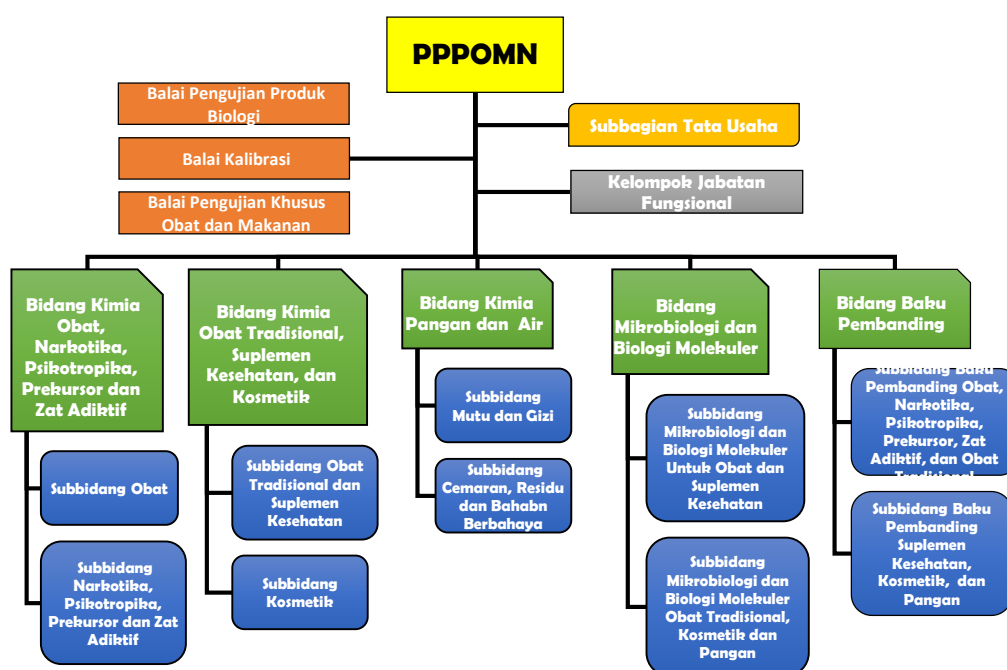 PPPOMN
Balai Pengujian Produk
Biologi
Subbagian Tata Usaha
Balai Kalibrasi
Kelompok Jabatan
Fungsional
Balai Pengujian Khusus
Obat dan Makanan
Bidang Kimia
Obat,
Narkotika,
Psikotropika,
Prekursor dan
Zat Adiktif
Bidang Kimia
Obat Tradisional,
Suplemen
Kesehatan, dan
Kosmetik
Bidang Kimia
Pangan dan Air
Bidang
Mikrobiologi dan
Biologi Molekuler
Bidang Baku
Pembanding
Subbidang Obat
Subbidang
Narkotika,
Psikotropika,
Prekursor dan Zat
Adiktif
Subbidang Obat
Tradisional dan
Suplemen
Kesehatan
Subbidang
Kosmetik
Subbidang
Mutu dan Gizi
Subbidang
Cemaran, Residu
dan Bahabn
Berbahaya
Subbidang
Mikrobiologi dan
Biologi Molekuler
Untuk Obat dan
Suplemen
Kesehatan
Subbidang
Mikrobiologi dan
Biologi Molekuler
Obat Tradisional,
Kosmetik dan
Pangan
Subbidang Baku
Pembanding Obat,
Narkotika,
Psikotropika,
Prekursor, Zat
Adiktif, dan Obat
Tradisional
Subbidang Baku
Pembanding
Suplemen
Kesehatan,
Kosmetik, dan
Pangan